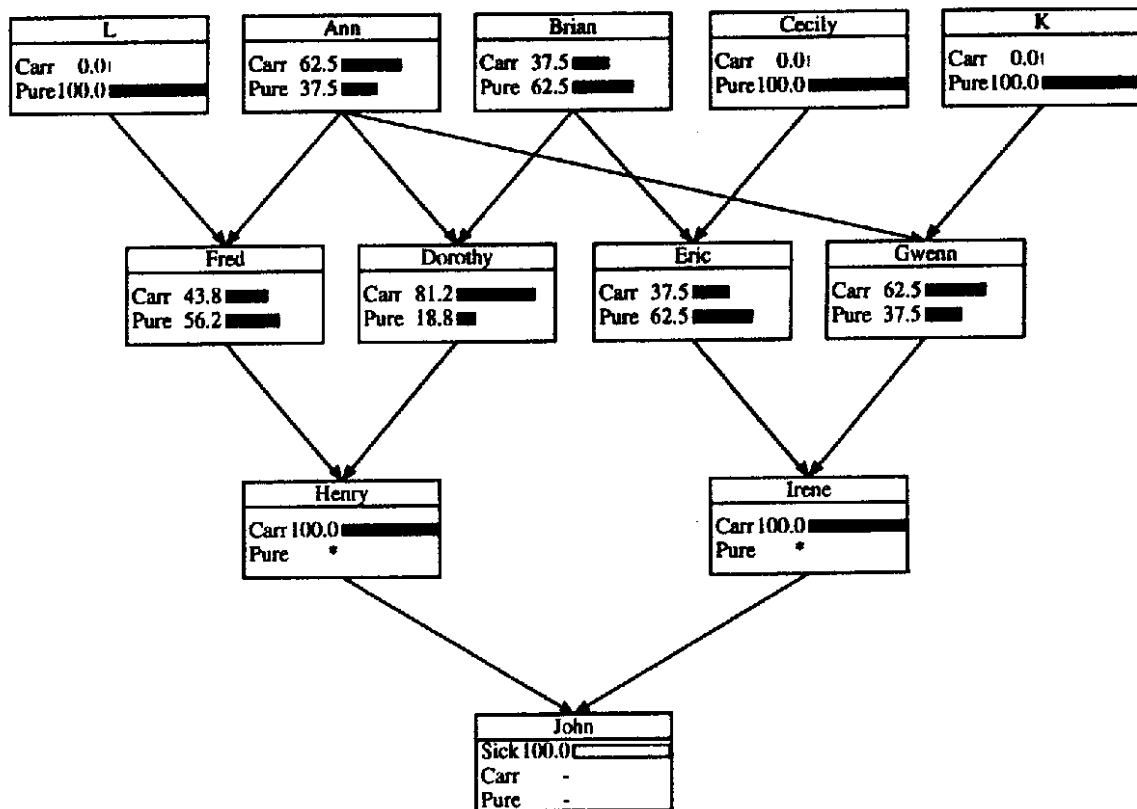 L
Carr 0.0
Pure 100.0
Ann
Carr 62.5
Pure 37.5
Brian
Carr 37.5
Pure 62.5
Cecily
Carr 0.0
Pure 100.0
K
Carr 0.0
Pure 100.0
Fred
Carr 43.8
Pure 56.2
Dorothy
Carr 81.2
Pure 18.8
Eric
Carr 37.5
Pure 62.5
Gwenn
Carr 62.5
Pure 37.5
Henry
Carr 100.0
Pure *
Irene
Carr 100.0
Pure *
John
Sick 100.0
Carr -
Pure -